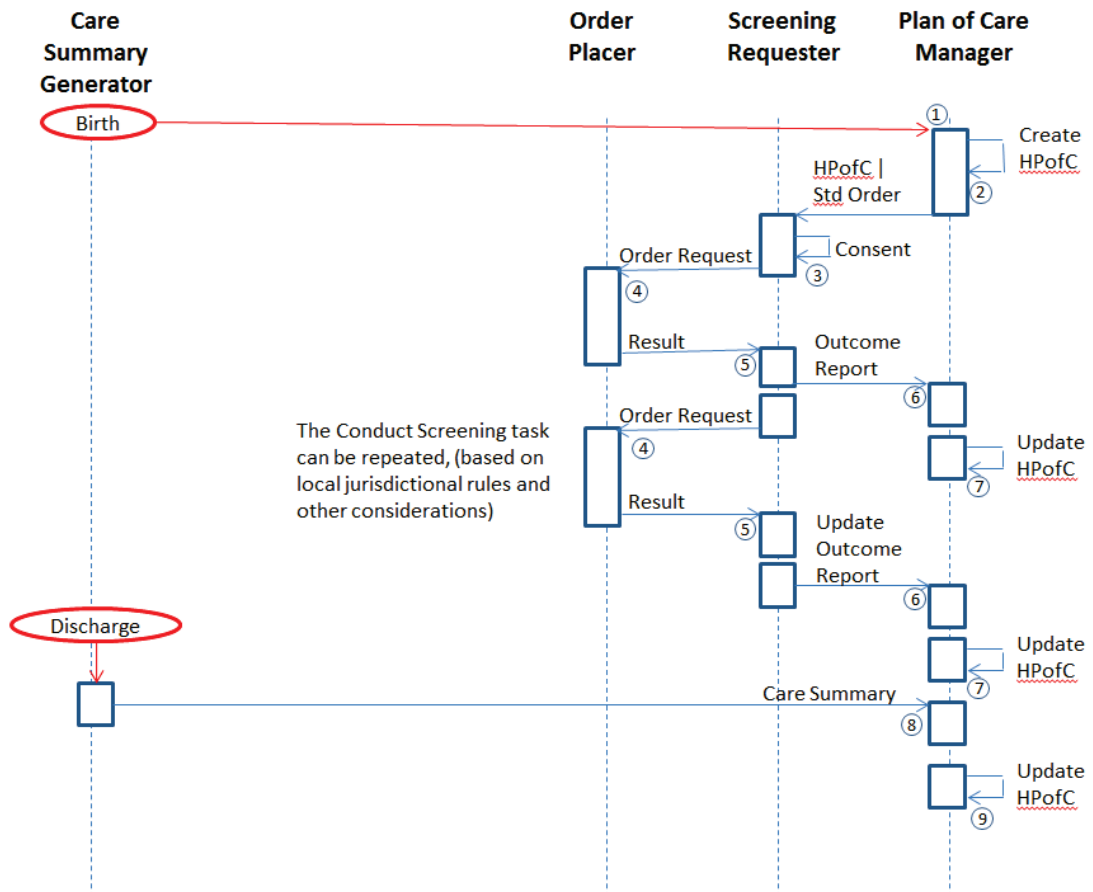 Care
Summary
Generator
Order
Placer
Screening
Requester
Plan of Care
Manager
Birth
1
Create
HPofC
2
HPofC |
Std Order
Consent
3
Order Request
4
Result
5
Outcome
Report
6
Order Request
4
The Conduct Screening task
can be repeated, (based on
local jurisdictional rules and
other considerations)
Update
HPofC
7
Result
5
Update
Outcome
Report
6
Discharge
Update
HPofC
7
Care Summary
8
Update
HPofC
9